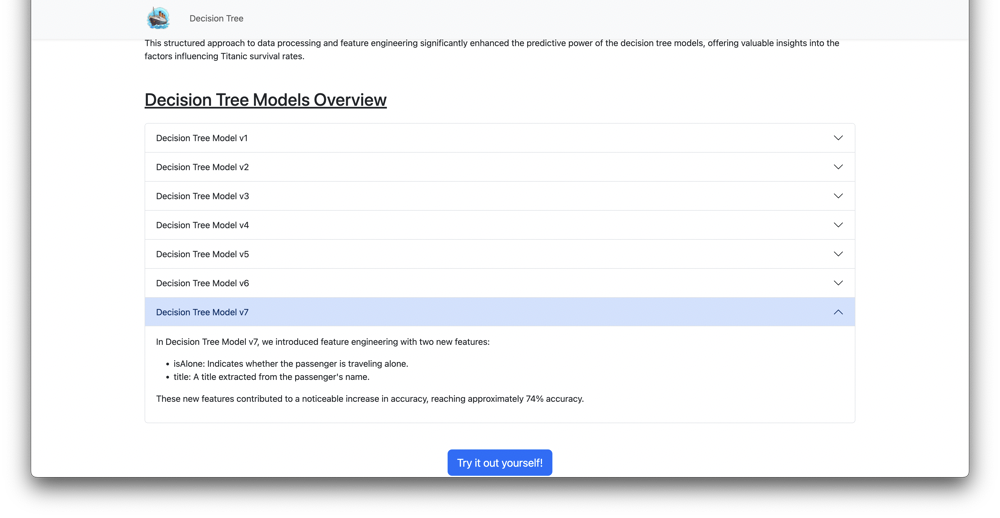 Decision Tree
This structured approach to data processing and feature engineering significantly enhanced the predictive power of the decision tree models, offering valuable insights into the
factors influencing Titanic survival rates.
Decision Tree Models Overview
Decision Tree Model v1
Decision Tree Model v2
Decision Tree Model v3
Decision Tree Model v4
Decision Tree Model v5
Decision Tree Model v6
Decision Tree Model v7
In Decision Tree Model v7, we introduced feature engineering with two new features:
• isAlone: Indicates whether the passenger is traveling alone.
• title: A title extracted from the passenger's name.
These new features contributed to a noticeable increase in accuracy, reaching approximately 74% accuracy.
Try it out yourself!